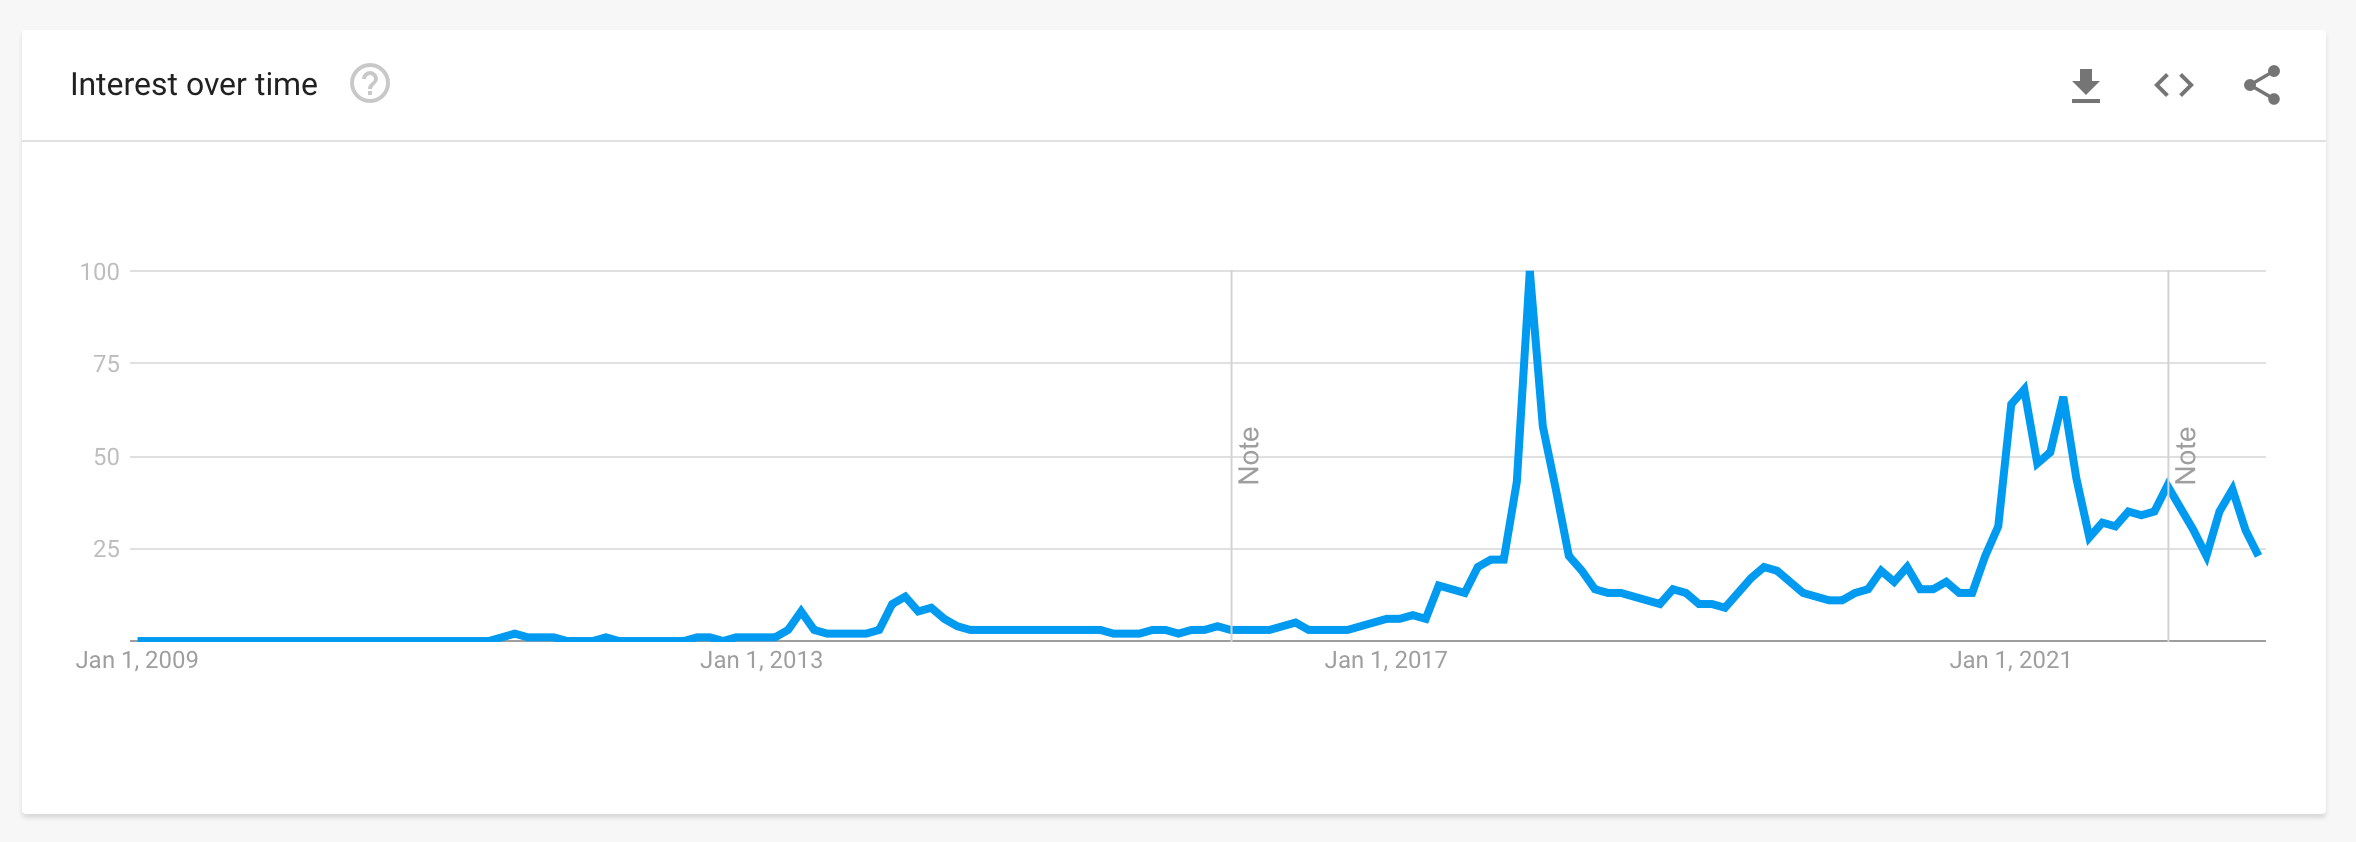 Interest over time
100
75
50
25
Note
Note
Jan 1, 2009
Jan 1, 2013
Jan 1, 2017
Jan 1, 2021